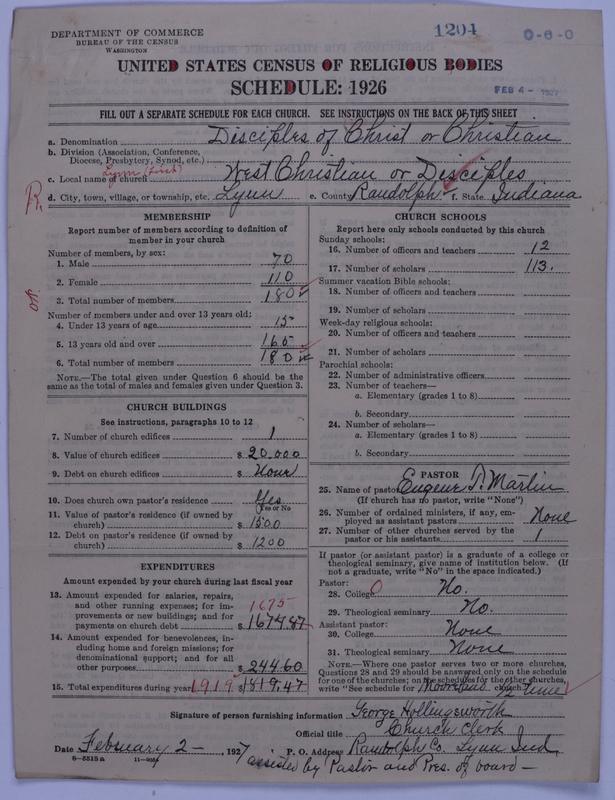 DEPARTMENT OF COMMERCE
BUREAU OF THE CENSUS
WASHINGTON
1204
0-6-0
UNITED STATES CENSUS OF RELIGIOUS BODIES
SCHEDULE: 1926
FEB 4 - 1927
FILL OUT A SEPARATE SCHEDULE FOR EACH CHURCH. SEE INSTRUCTIONS ON THE BACK OF THIS SHEET
a. Denomination Disciples of Christ or Christian
b. Division (Association, Conference,
Diocese, Presbytery, Synod, etc.)
Lynn (First)
c. Local name of church West Christian or Disciples
R.
d. City, town, village, or township, etc. Lynn e. County Randolph f. State Indiana
MEMBERSHIP
Report number of members according to definition of
member in your church
Number of members, by sex:
1. Male 70
2. Female 110
3. Total number of members 180
ok
Number of members under and over 13 years old:
4. Under 13 years of age 15
5. 13 years old and over 165
6. Total number of members 180
NOTE.—The total given under Question 6 should be the
same as the total of males and females given under Question 3.
CHURCH BUILDINGS
See instructions, paragraphs 10 to 12
7. Number of church edifices 1
8. Value of church edifices $ 20.000
9. Debt on church edifices $ None
10. Does church own pastor's residence Yes
(Yes or No)
11. Value of pastor's residence (if owned by
church) $ 1500
12. Debt on pastor's residence (if owned by
church) $ 1200
EXPENDITURES
Amount expended by your church during last fiscal year
13. Amount expended for salaries, repairs,
and other running expenses; for im-
provements or new buildings; and for
payments on church debt 1675
$ 1674.87
14. Amount expended for benevolences, in-
cluding home and foreign missions; for
denominational support; and for all
other purposes $ 244.60
15. Total expenditures during year 1919 $ 1819.47
CHURCH SCHOOLS
Report here only schools conducted by this church
Sunday schools:
16. Number of officers and teachers 12
17. Number of scholars 113.
Summer vacation Bible schools:
18. Number of officers and teachers
19. Number of scholars
Week-day religious schools:
20. Number of officers and teachers
21. Number of scholars
Parochial schools:
22. Number of administrative officers
23. Number of teachers—
a. Elementary (grades 1 to 8)
b. Secondary
24. Number of scholars—
a. Elementary (grades 1 to 8)
b. Secondary
PASTOR
25. Name of pastor Eugene T. Martin
(If church has no pastor, write "None")
26. Number of ordained ministers, if any, em-
ployed as assistant pastors None
27. Number of other churches served by the
pastor or his assistants 1
If pastor (or assistant pastor) is a graduate of a college or
theological seminary, give name of institution below. (If
not a graduate, write "No" in the space indicated.)
Pastor:
28. College 0 No.
29. Theological seminary No.
Assistant pastor:
30. College None
31. Theological seminary None
NOTE.—Where one pastor serves two or more churches,
Questions 28 and 29 should be answered only on the schedule
for one of the churches; on the schedules for the other churches,
write "See schedule for Mooreland church" 1/2 time
Signature of person furnishing information George Hollingsworth
Official title Church Clerk
Date February 2-, 1927 P. O. Address Randolph Co. Lynn Ind.
assisted by Pastor and Pres. of board—